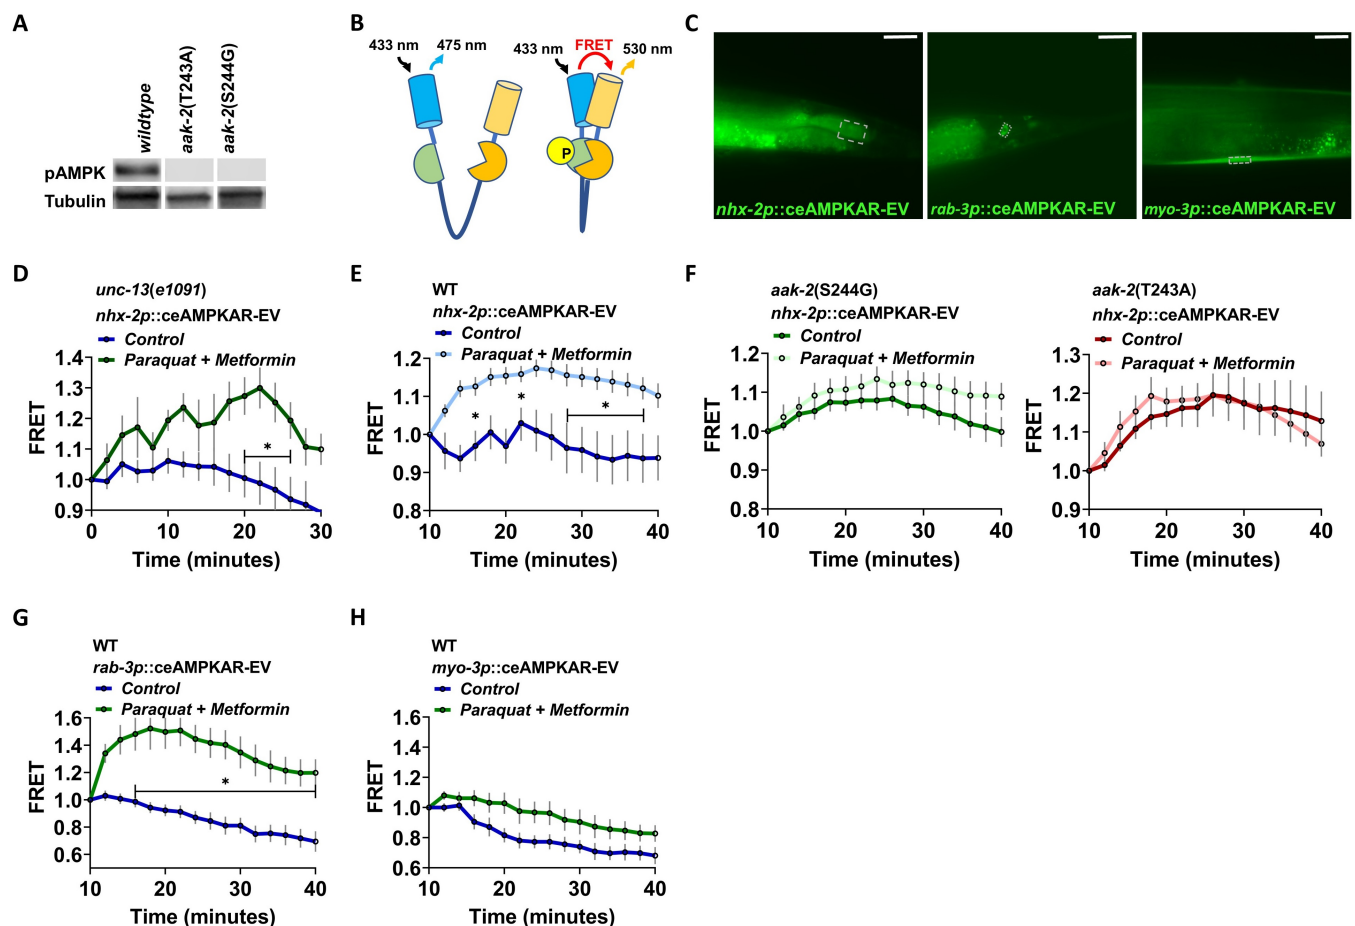 A
wildtype
aak-2(T243A)
aak-2(S244G)
pAMPK
Tubulin
B
433 nm
475 nm
433 nm
FRET
530 nm
P
C
nhx-2p::ceAMPKAR-EV
rab-3p::ceAMPKAR-EV
myo-3p::ceAMPKAR-EV
D
unc-13(e1091)
nhx-2p::ceAMPKAR-EV
Control
Paraquat + Metformin
1.4
1.3
1.2
1.1
1.0
0.9
FRET
*
0
10
20
30
Time (minutes)
E
WT
nhx-2p::ceAMPKAR-EV
Control
Paraquat + Metformin
1.2
1.1
1.0
0.9
0.8
FRET
*
*
*
10
20
30
40
Time (minutes)
F
aak-2(S244G)
nhx-2p::ceAMPKAR-EV
Control
Paraquat + Metformin
1.2
1.1
1.0
0.9
0.8
FRET
10
20
30
40
Time (minutes)
aak-2(T243A)
nhx-2p::ceAMPKAR-EV
Control
Paraquat + Metformin
1.3
1.2
1.1
1.0
0.9
FRET
10
20
30
40
Time (minutes)
G
WT
rab-3p::ceAMPKAR-EV
Control
Paraquat + Metformin
1.6
1.4
1.2
1.0
0.8
0.6
FRET
*
10
20
30
40
Time (minutes)
H
WT
myo-3p::ceAMPKAR-EV
Control
Paraquat + Metformin
1.6
1.4
1.2
1.0
0.8
0.6
FRET
10
20
30
40
Time (minutes)